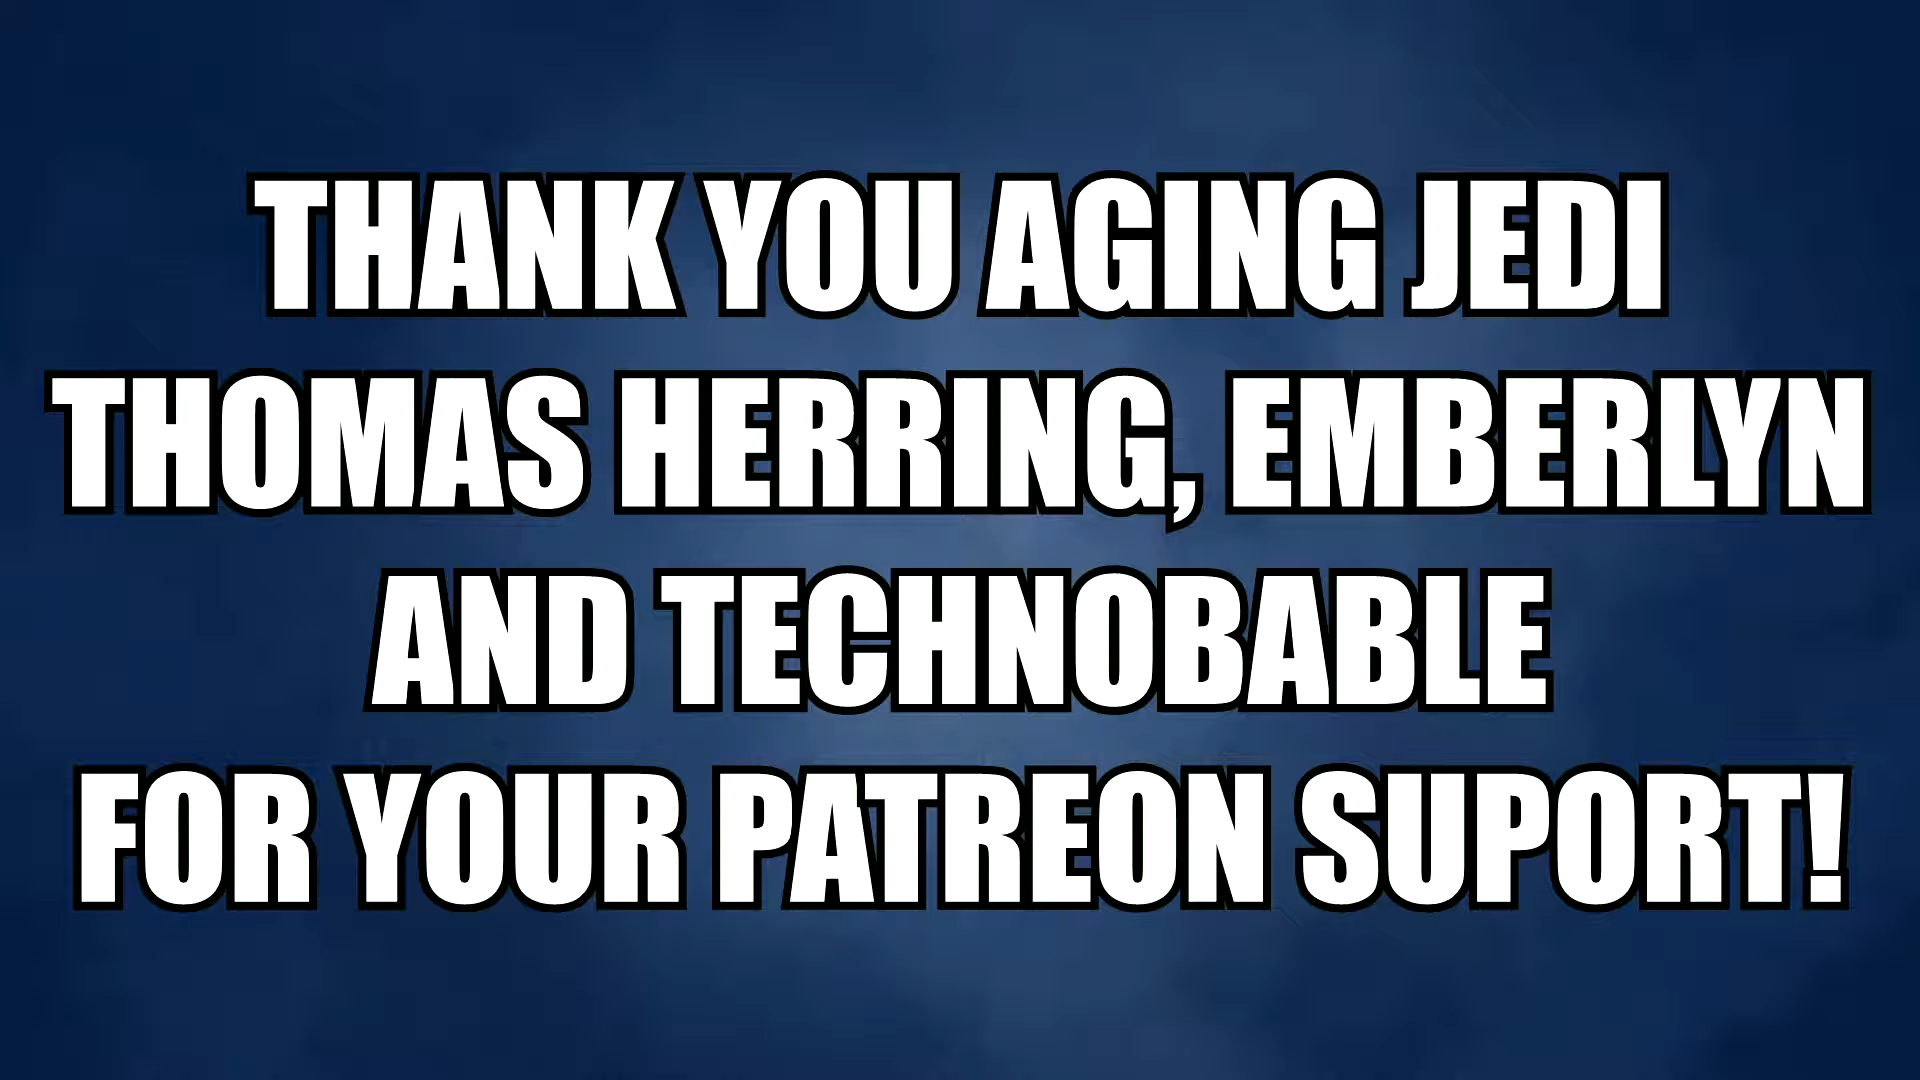 THANK YOU AGING JEDI
THOMAS HERRING, EMBERLYN
AND TECHNOBABLE
FOR YOUR PATREON SUPORT!